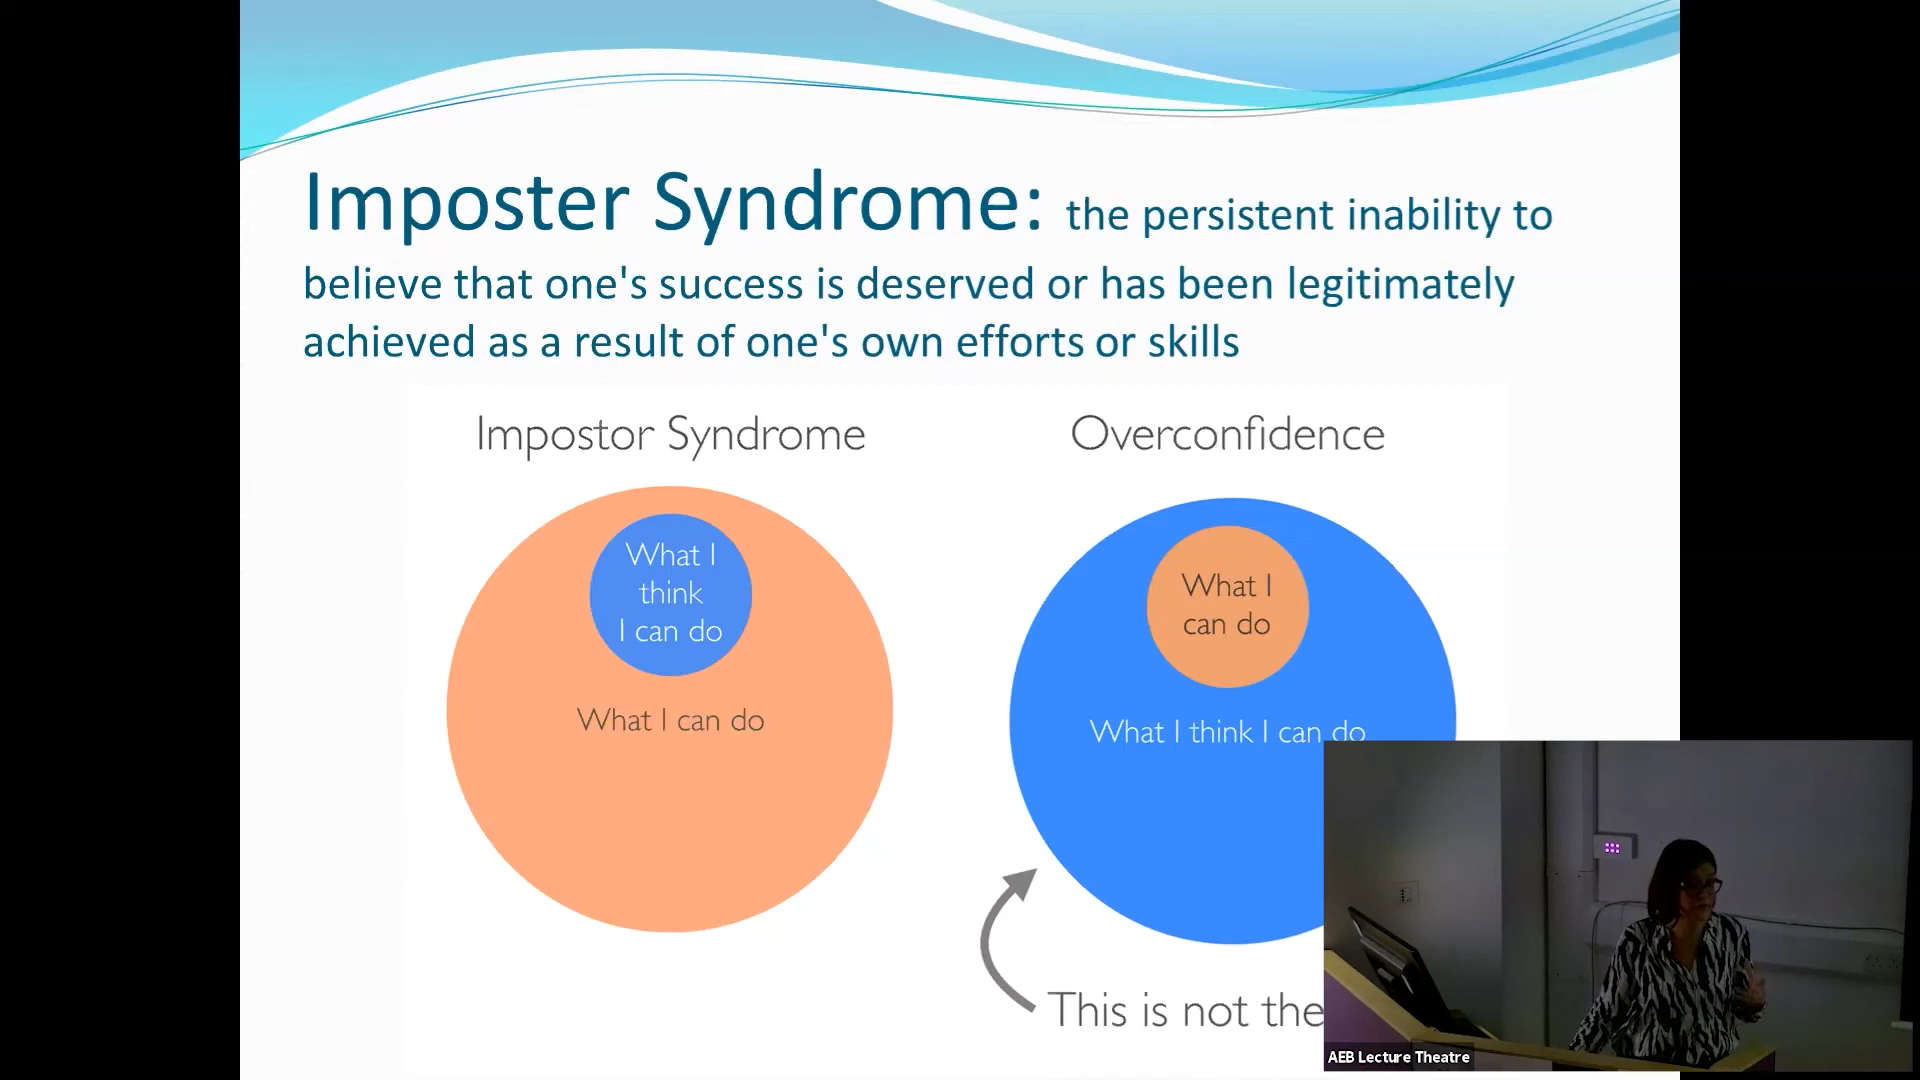 Imposter Syndrome: the persistent inability to
believe that one's success is deserved or has been legitimately
achieved as a result of one's own efforts or skills
Impostor Syndrome
Overconfidence
What I
think
I can do
What I can do
What I
can do
What I think I can do
This is not the
AEB Lecture Theatre